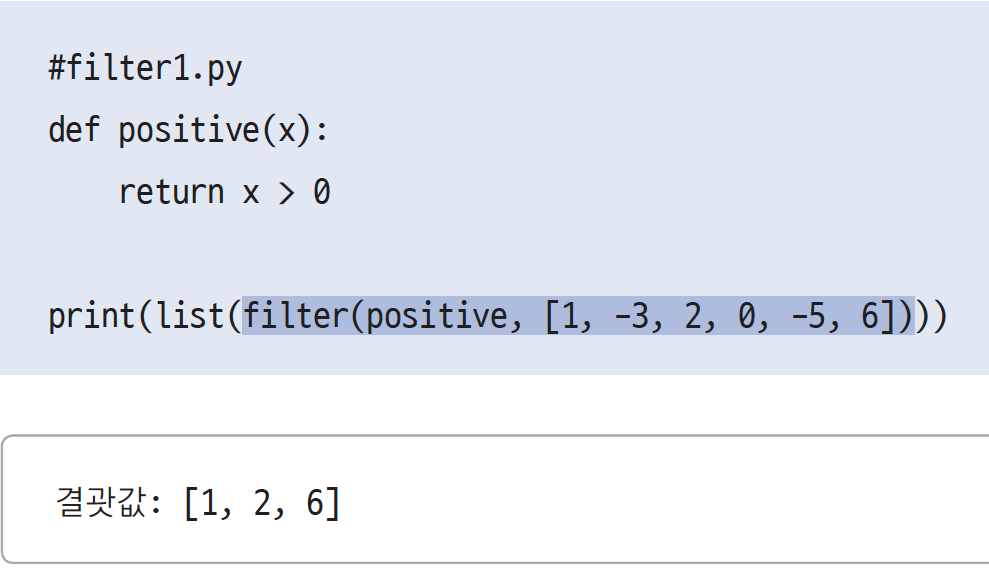 #filter1.py
def positive(x):
    return x > 0
print(list(filter(positive, [1, -3, 2, 0, -5, 6])))
결괏값: [1, 2, 6]